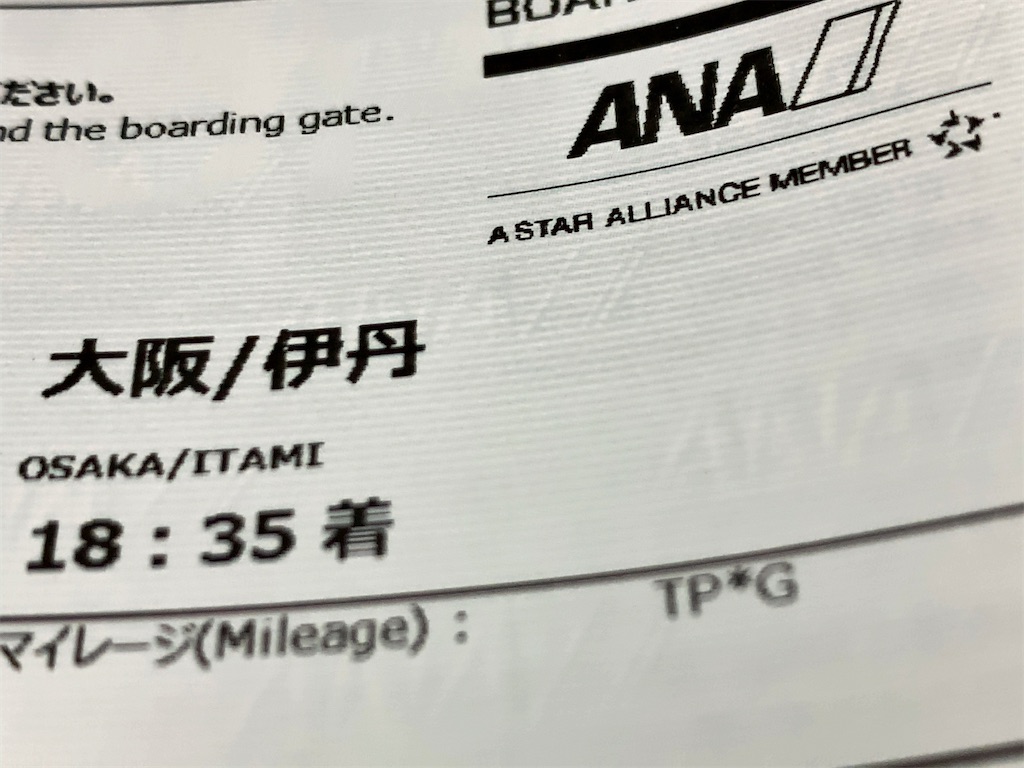 ださい。
nd the boarding gate.
BOAR
ANA
A STAR ALLIANCE MEMBER
大阪/伊丹
OSAKA/ITAMI
18：35 着
マイレージ(Mileage)： TP*G